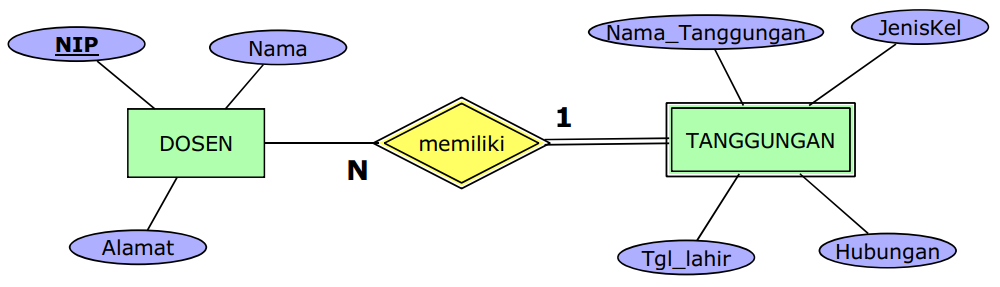 NIP
Nama
Nama_Tanggungan
JenisKel
DOSEN
N
memiliki
1
TANGGUNGAN
Alamat
Tgl_lahir
Hubungan